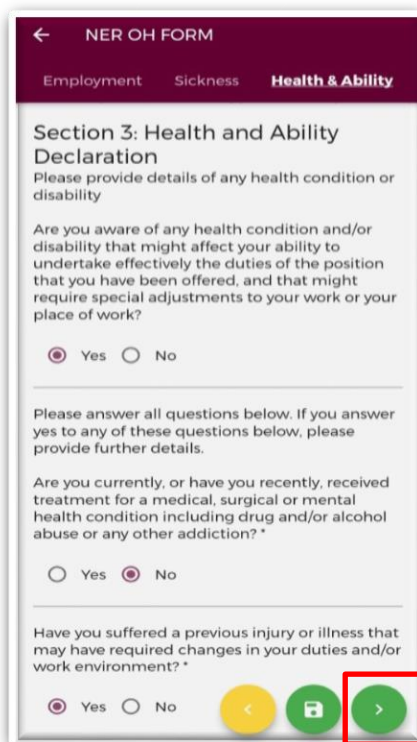 NER OH FORM
Employment Sickness Health & Ability
Section 3: Health and Ability
Declaration
Please provide details of any health condition or
disability
Are you aware of any health condition and/or
disability that might affect your ability to
undertake effectively the duties of the position
that you have been offered, and that might
require special adjustments to your work or your
place of work?
Yes No
Please answer all questions below. If you answer
yes to any of these questions below, please
provide further details.
Are you currently, or have you recently, received
treatment for a medical, surgical or mental
health condition including drug and/or alcohol
abuse or any other addiction? *
Yes No
Have you suffered a previous injury or illness that
may have required changes in your duties and/or
work environment? *
Yes No